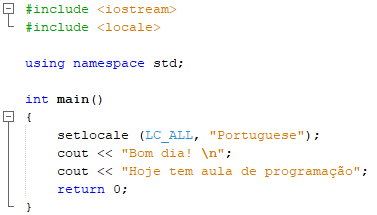 #include <iostream>
#include <locale>
using namespace std;
int main()
{
setlocale (LC_ALL, "Portuguese");
cout << "Bom dia! \n";
cout << "Hoje tem aula de programação";
return 0;
}